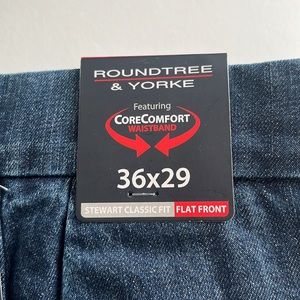 ROUNDTREE
& YORKE
Featuring
CORECOMFORT
WAISTBAND
36x29
STEWART CLASSIC FIT FLAT FRONT